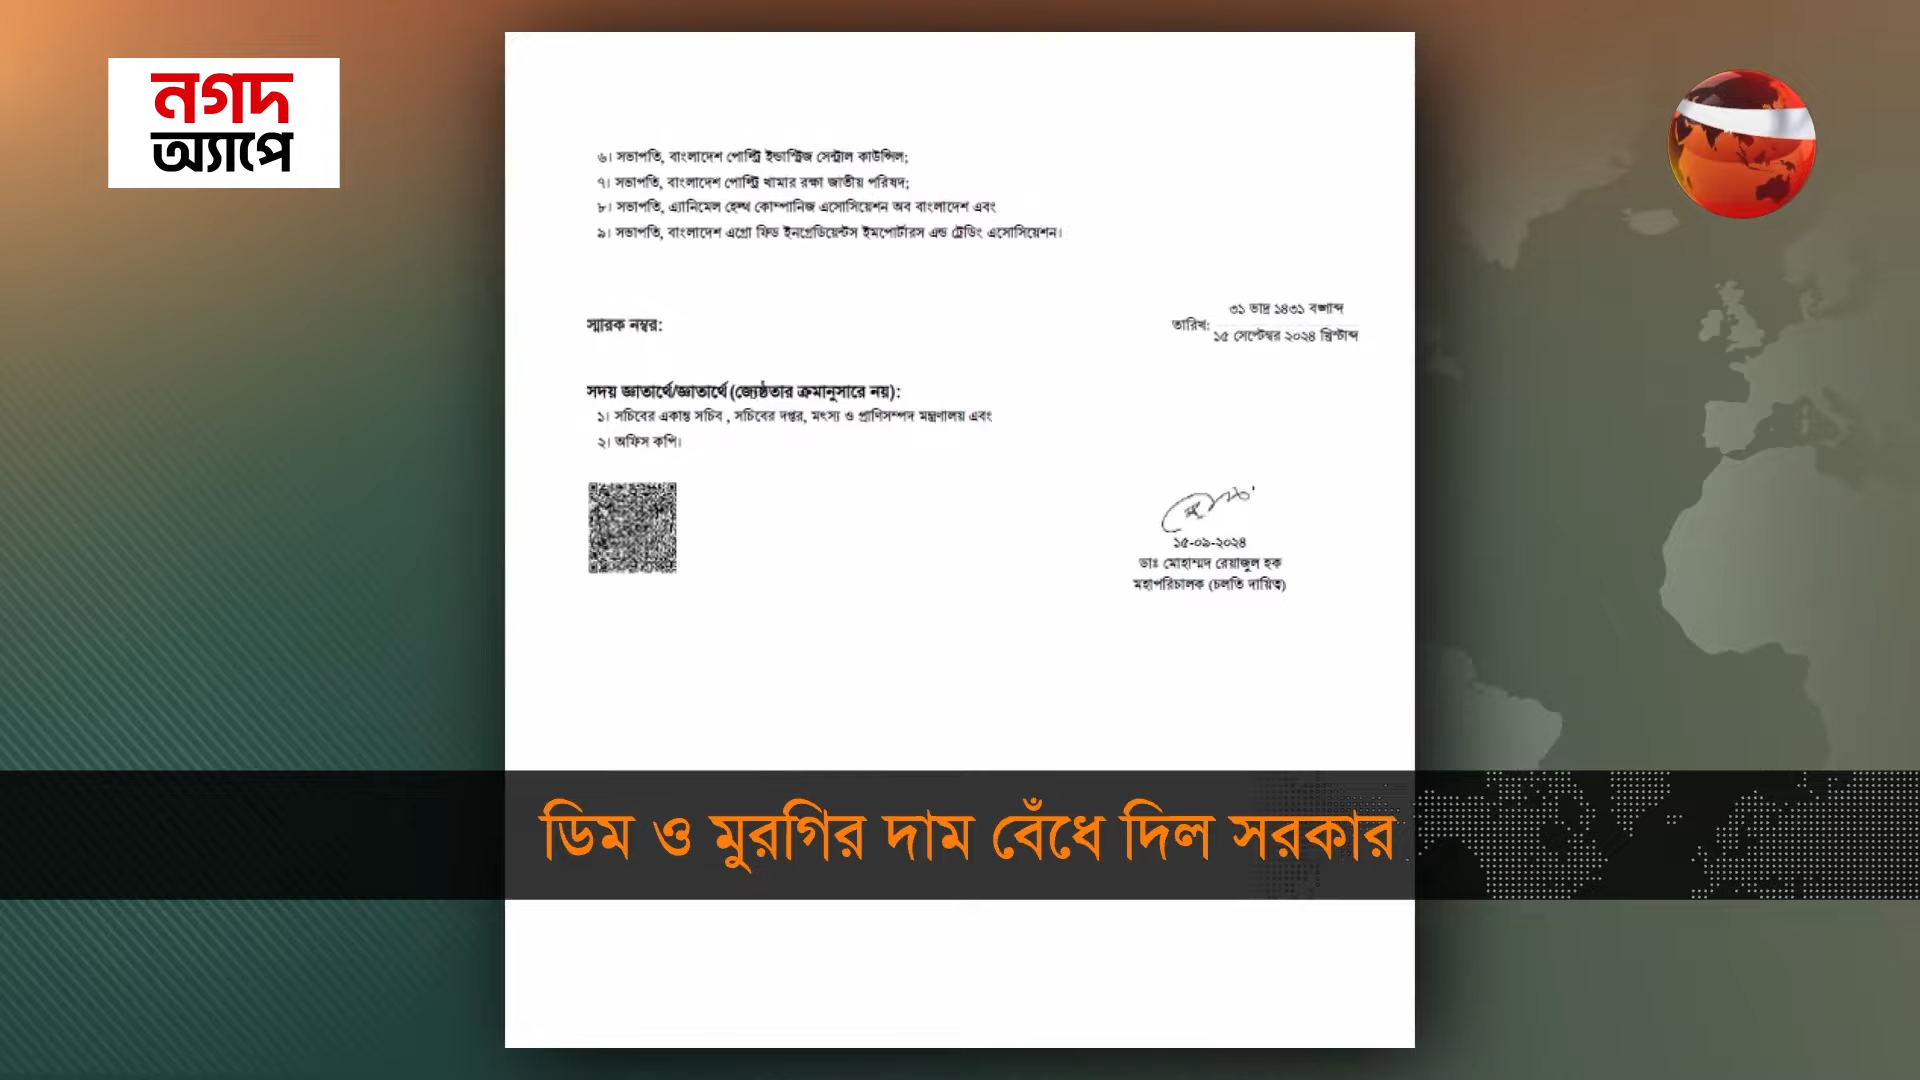 নগদ
অ্যাপে
৬। সভাপতি, বাংলাদেশ পোল্ট্রি ইন্ডাস্ট্রিজ সেন্ট্রাল কাউন্সিল;
৭। সভাপতি, বাংলাদেশ পোল্ট্রি খামার রক্ষা জাতীয় পরিষদ;
৮। সভাপতি, এ্যানিমেল হেল্থ কোম্পানিজ এসোসিয়েশন অব বাংলাদেশ এবং
৯। সভাপতি, বাংলাদেশ এগ্রো ফিড ইনগ্রেডিয়েন্টস ইমপোর্টারস এন্ড ট্রেডিং এসোসিয়েশন।
স্মারক নম্বর:
৩১ ভাদ্র ১৪৩১ বঙ্গাব্দ
তারিখ:
১৫ সেপ্টেম্বর ২০২৪ খ্রিস্টাব্দ
সদয় জ্ঞাতার্থে/জ্ঞাতার্থে (জ্যেষ্ঠতার ক্রমানুসারে নয়):
১। সচিবের একান্ত সচিব , সচিবের দপ্তর, মৎস্য ও প্রাণিসম্পদ মন্ত্রণালয় এবং
২। অফিস কপি।
১৫-০৯-২০২৪
ডাঃ মোহাম্মদ রেয়াজুল হক
মহাপরিচালক (চলতি দায়িত্ব)
ডিম ও মুরগির দাম বেঁধে দিল সরকার